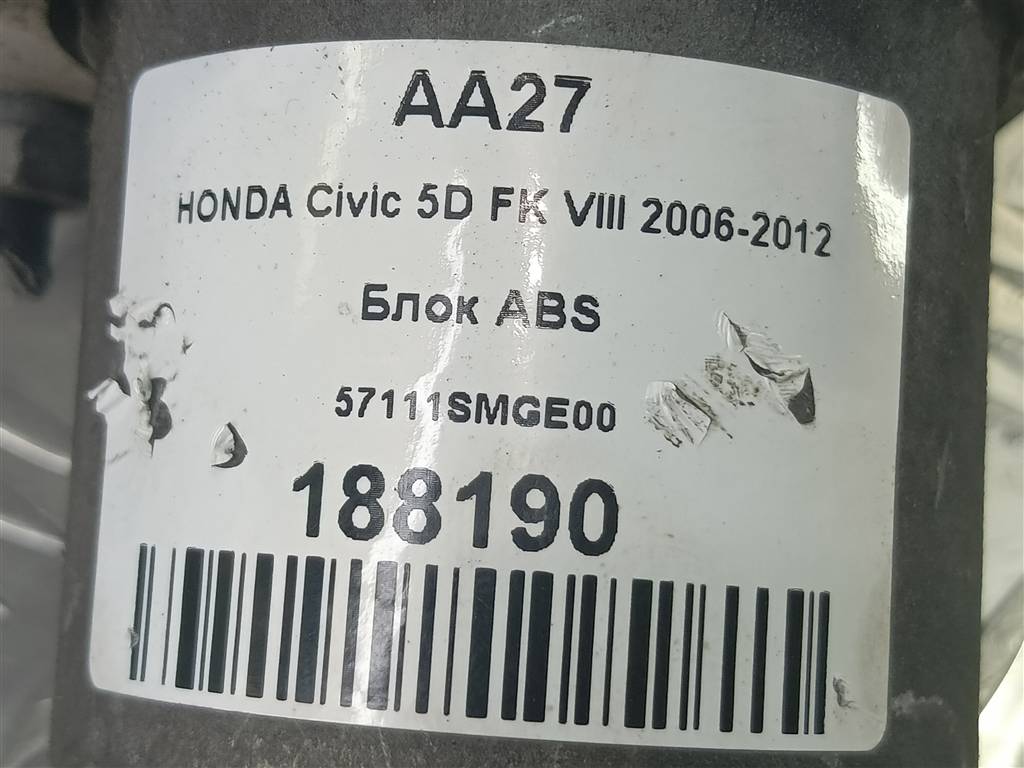 AA27
HONDA Civic 5D FK VIII 2006-2012
Блок ABS
57111SMGE00
188190